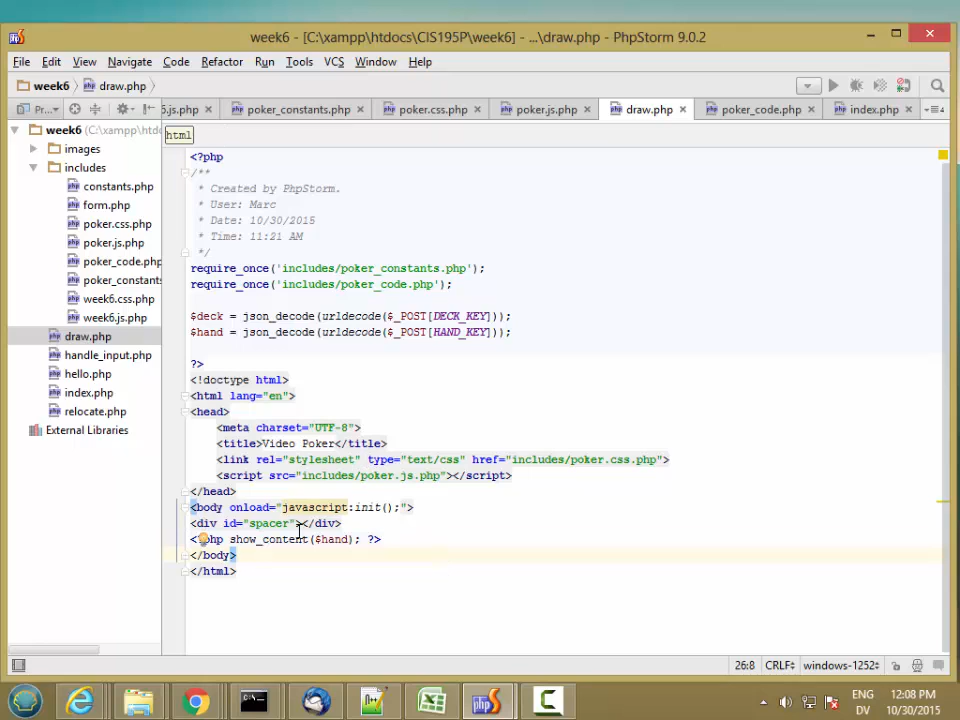 week6 - [C:\xampp\htdocs\CIS195P\week6] - ...\draw.php - PhpStorm 9.0.2
File Edit View Navigate Code Refactor Run Tools VCS Window Help
week6 draw.php
Pr... 6.js.php poker_constants.php poker.css.php poker.js.php draw.php poker_code.php index.php
week6 (C:\xampp\htdo
html
images
includes
constants.php
form.php
poker.css.php
poker.js.php
poker_code.php
poker_constants
week6.css.php
week6.js.php
draw.php
handle_input.php
hello.php
index.php
relocate.php
External Libraries
<?php
/**
* Created by PhpStorm.
* User: Marc
* Date: 10/30/2015
* Time: 11:21 AM
*/
require_once('includes/poker_constants.php');
require_once('includes/poker_code.php');
$deck = json_decode(urldecode($_POST[DECK_KEY]));
$hand = json_decode(urldecode($_POST[HAND_KEY]));
?>
<!doctype html>
<html lang="en">
<head>
<meta charset="UTF-8">
<title>Video Poker</title>
<link rel="stylesheet" type="text/css" href="includes/poker.css.php">
<script src="includes/poker.js.php"></script>
</head>
<body onload="javascript:init();">
<div id="spacer"></div>
<?php show_content($hand); ?>
</body>
</html>
26:8 CRLF windows-1252
ENG 12:08 PM
DV 10/30/2015